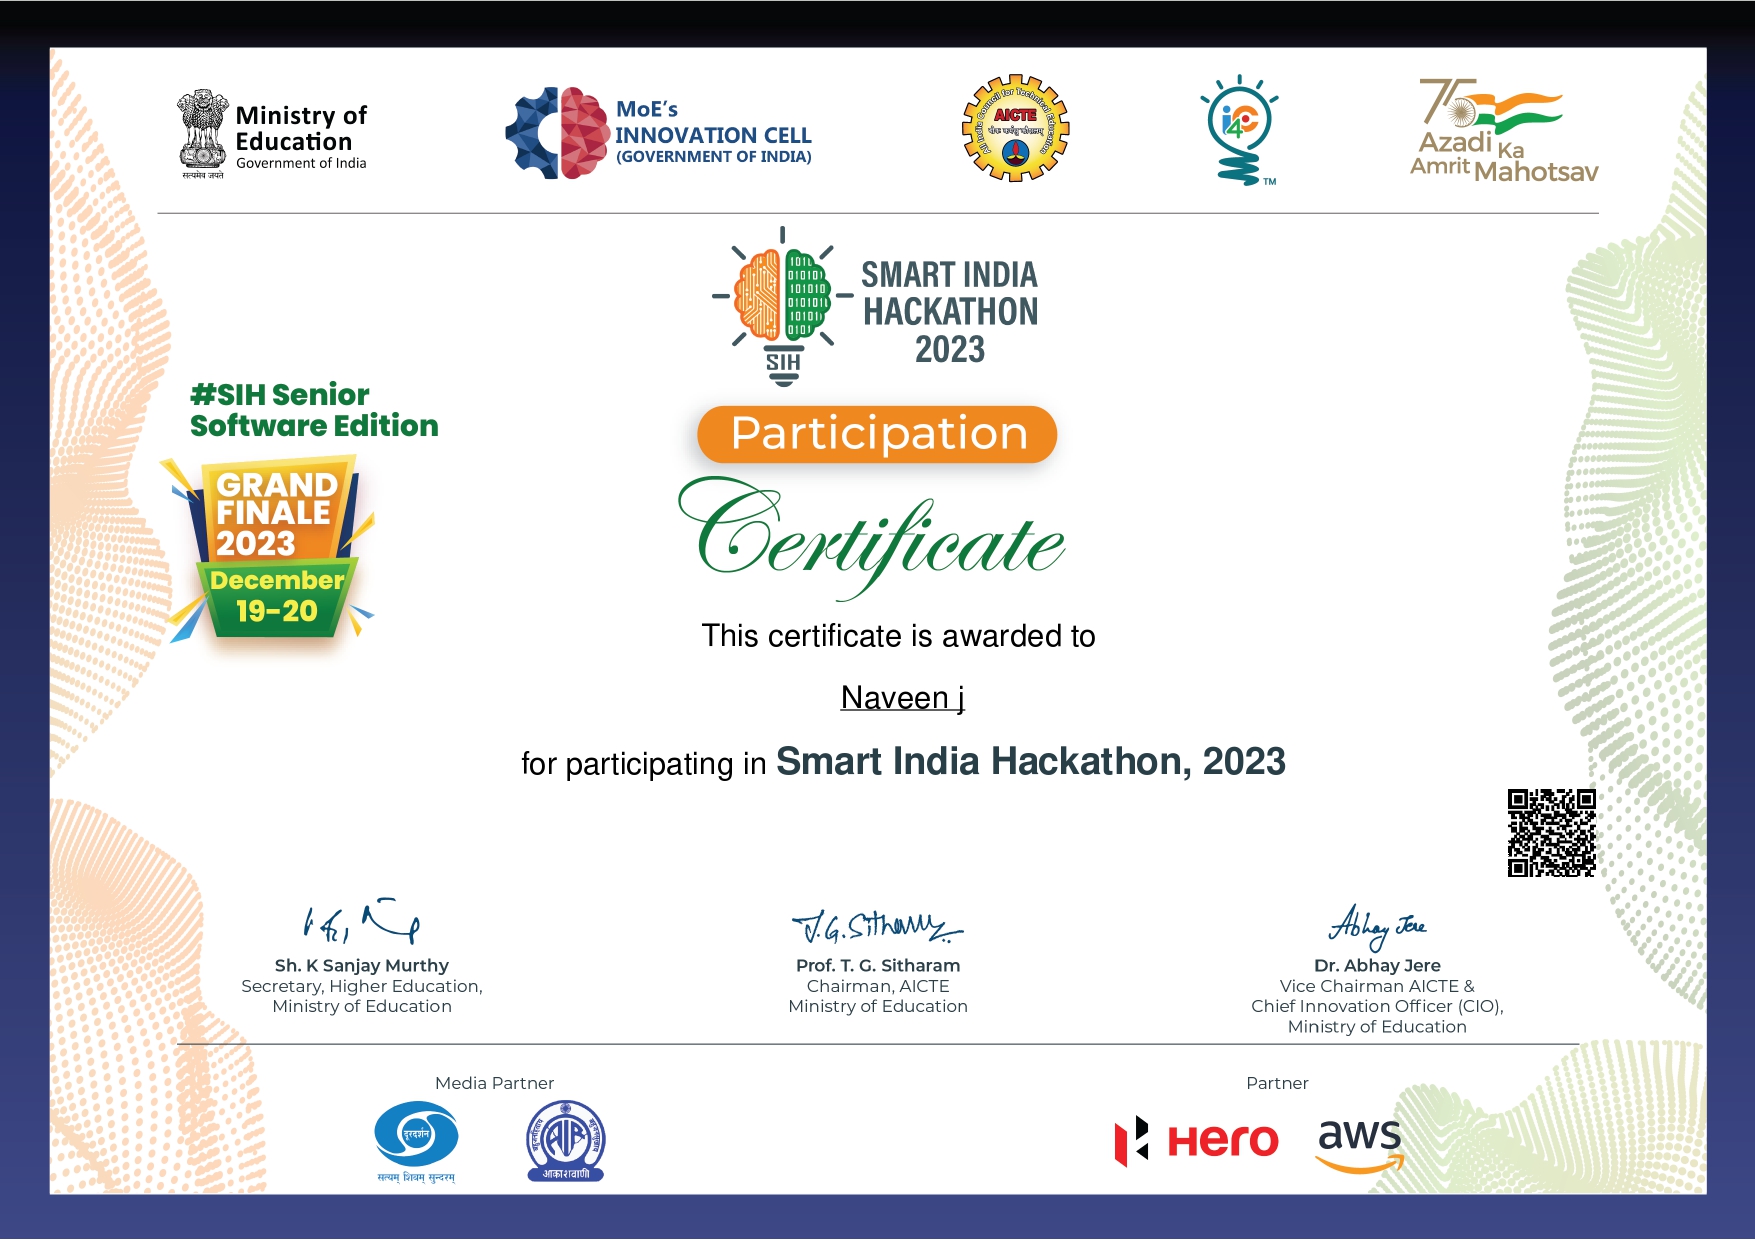 Ministry of
Education
Government of India
सत्यमेव जयते
MoE's
INNOVATION CELL
(GOVERNMENT OF INDIA)
All India Council for Technical Education
AICTE
i4C
TM
75
Azadi Ka
Amrit Mahotsav
SMART INDIA
HACKATHON
2023
SIH
#SIH Senior
Software Edition
GRAND
FINALE
2023
December
19-20
Participation
Certificate
This certificate is awarded to
Naveen j
for participating in Smart India Hackathon, 2023
Sh. K Sanjay Murthy
Secretary, Higher Education,
Ministry of Education
J.G.Sitharam
Prof. T. G. Sitharam
Chairman, AICTE
Ministry of Education
Abhay Jere
Dr. Abhay Jere
Vice Chairman AICTE &
Chief Innovation Officer (CIO),
Ministry of Education
Media Partner
दूरदर्शन
सत्यम् शिवम् सुन्दरम्
AIR
आकाशवाणी
Partner
Hero
aws